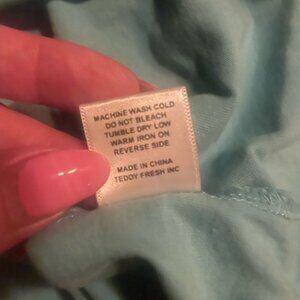 MACHINE WASH COLD
DO NOT BLEACH
TUMBLE DRY LOW
WARM IRON ON
REVERSE SIDE
MADE IN CHINA
TEDDY FRESH INC